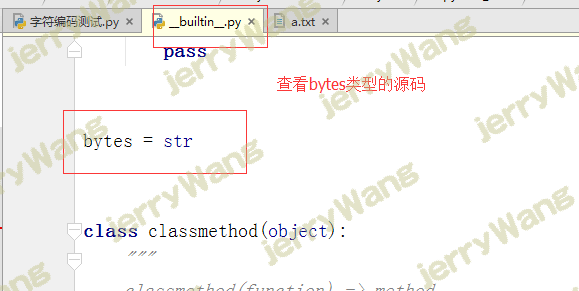 字符编码测试.py × __builtin__.py × a.txt ×
pass
查看bytes类型的源码
bytes = str
class classmethod(object):
"""
classmethod(function) -> method
jerryWang
jerryWang
jerryWang
jerryWang
jerryWang
jerryWang
jerryWang